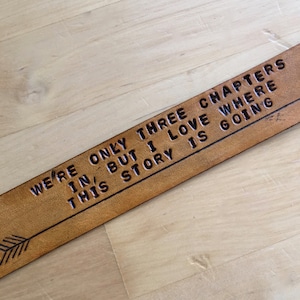 WE'RE ONLY THREE CHAPTERS
IN, BUT I LOVE WHERE
THIS STORY IS GOING